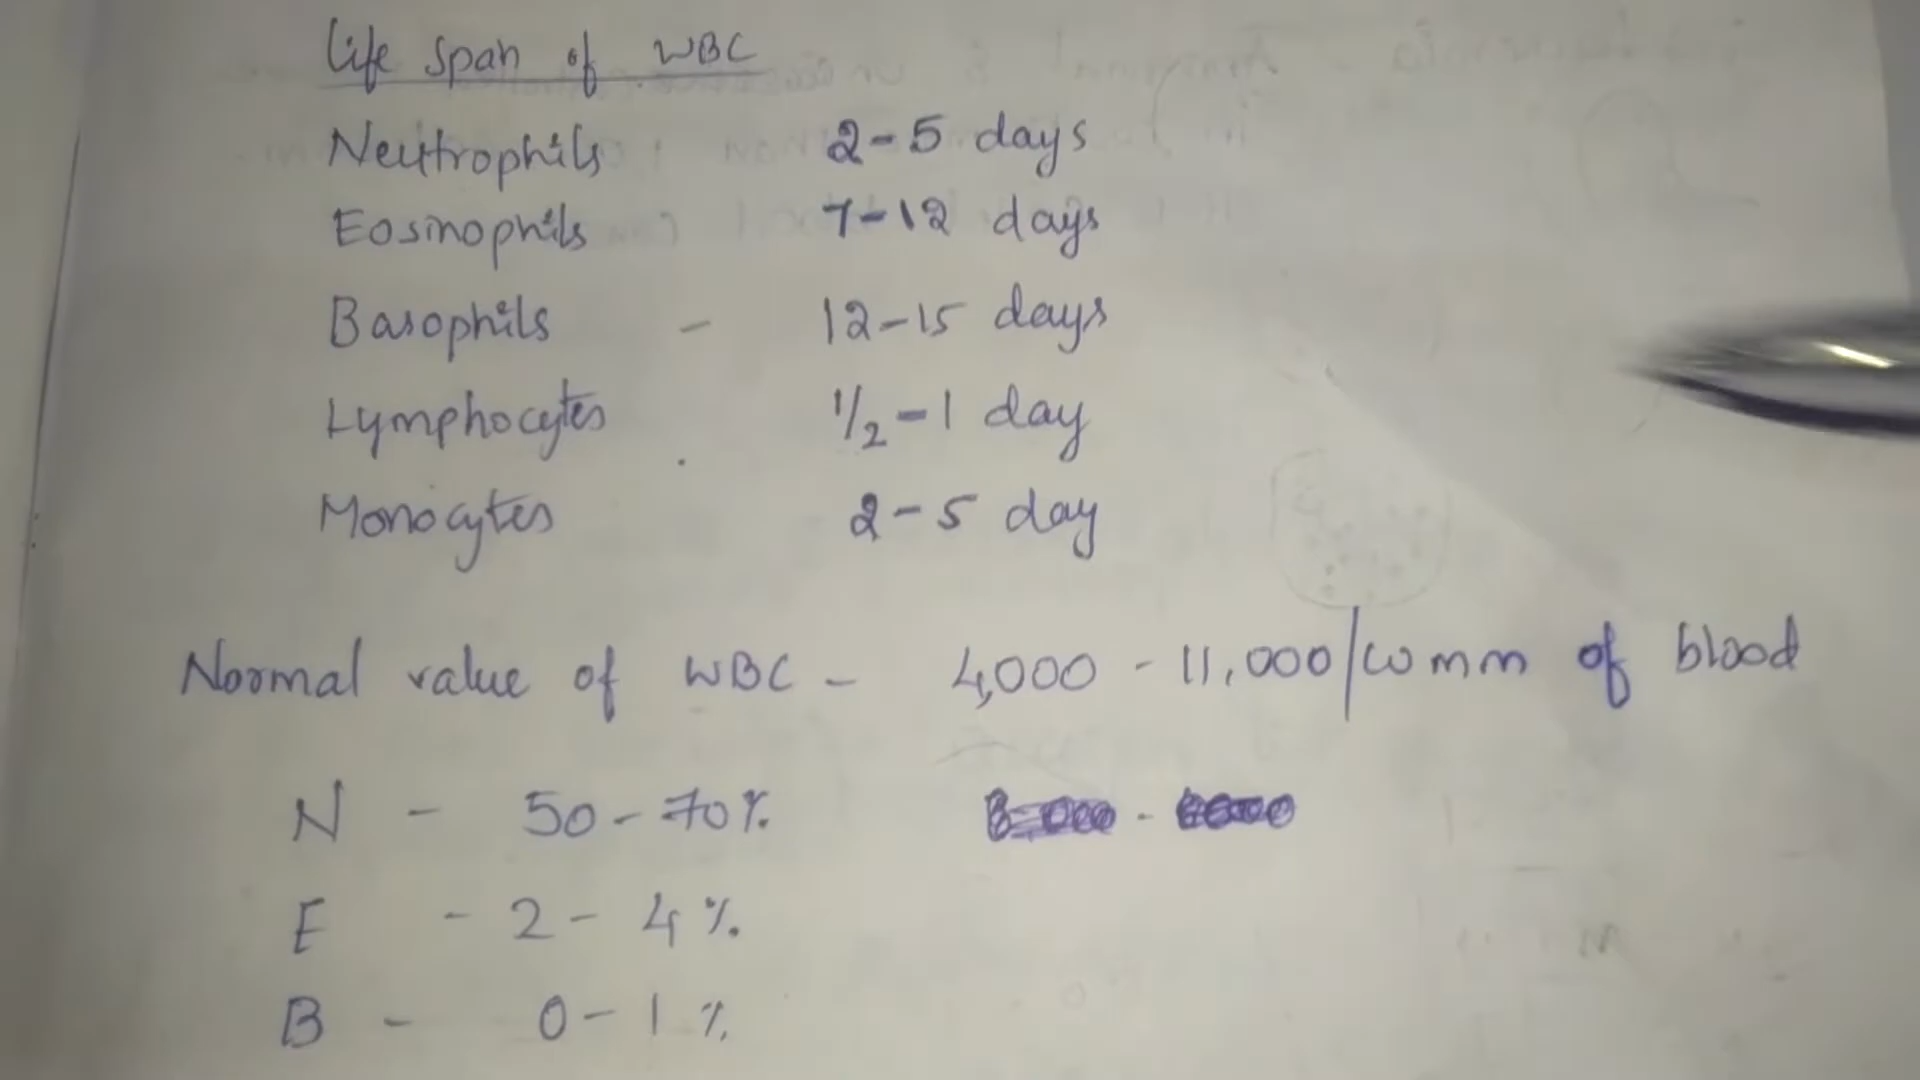 Life span of WBC
Neutrophils 2-5 days
Eosinophils 7-12 days
Basophils - 12-15 days
Lymphocytes 1/2-1 day
Monocytes 2-5 day
Normal value of WBC - 4,000 - 11,000/cumm of blood
N - 50-70%
E - 2-4%
B - 0-1%